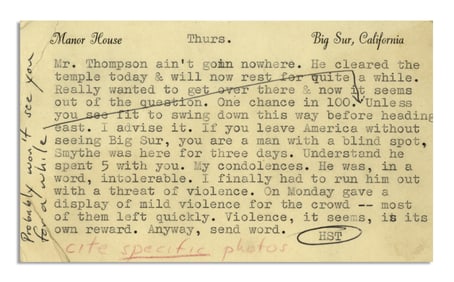 Manor House Thurs. Big Sur, California
Mr. Thompson ain't goin nowhere. He cleared the
temple today & will now rest for quite a while.
Really wanted to get over there & now it seems
out of the question. One chance in 100. Unless
you see fit to swing down this way before heading
east. I advise it. If you leave America without
seeing Big Sur, you are a man with a blind spot,
Smythe was here for three days. Understand he
spent 5 with you. My condolences. He was, in a
word, intolerable. I finally had to run him out
with a threat of violence. On Monday gave a
display of mild violence for the crowd -- most
of them left quickly. Violence, it seems, is its
own reward. Anyway, send word. HST
cite specific photos
Probably won't see you
for a while